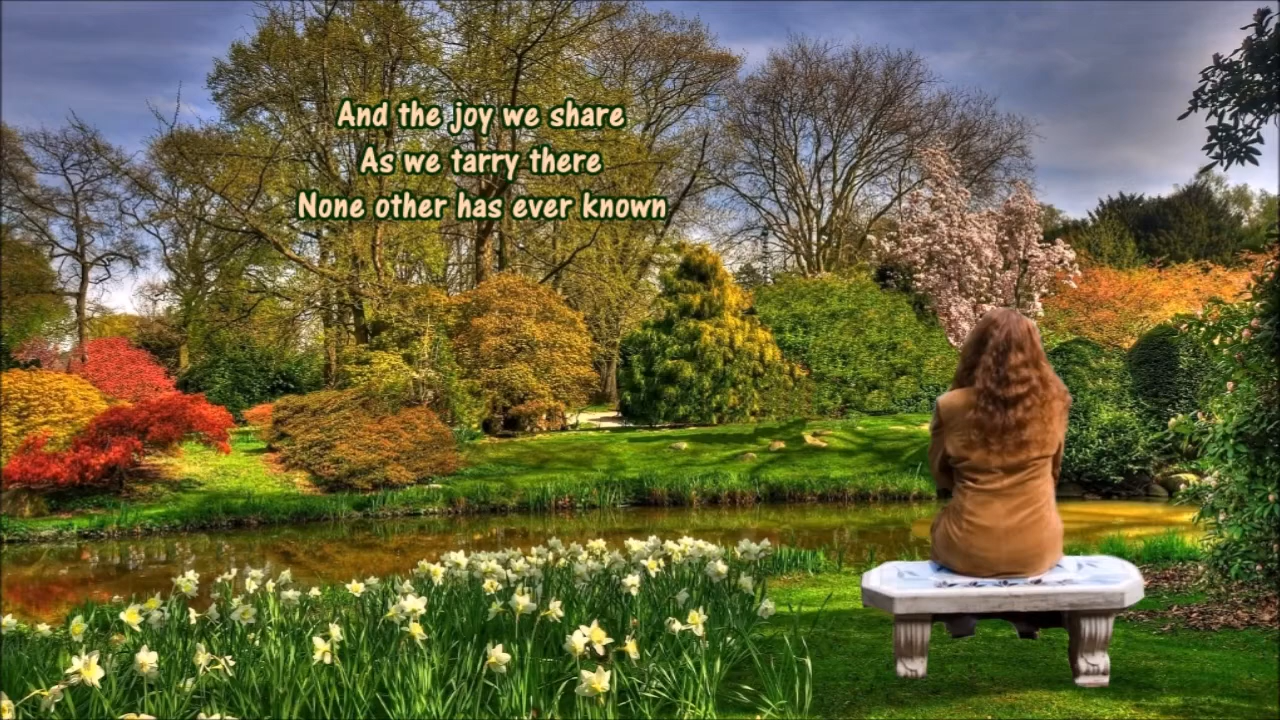 And the joy we share
As we tarry there
None other has ever known